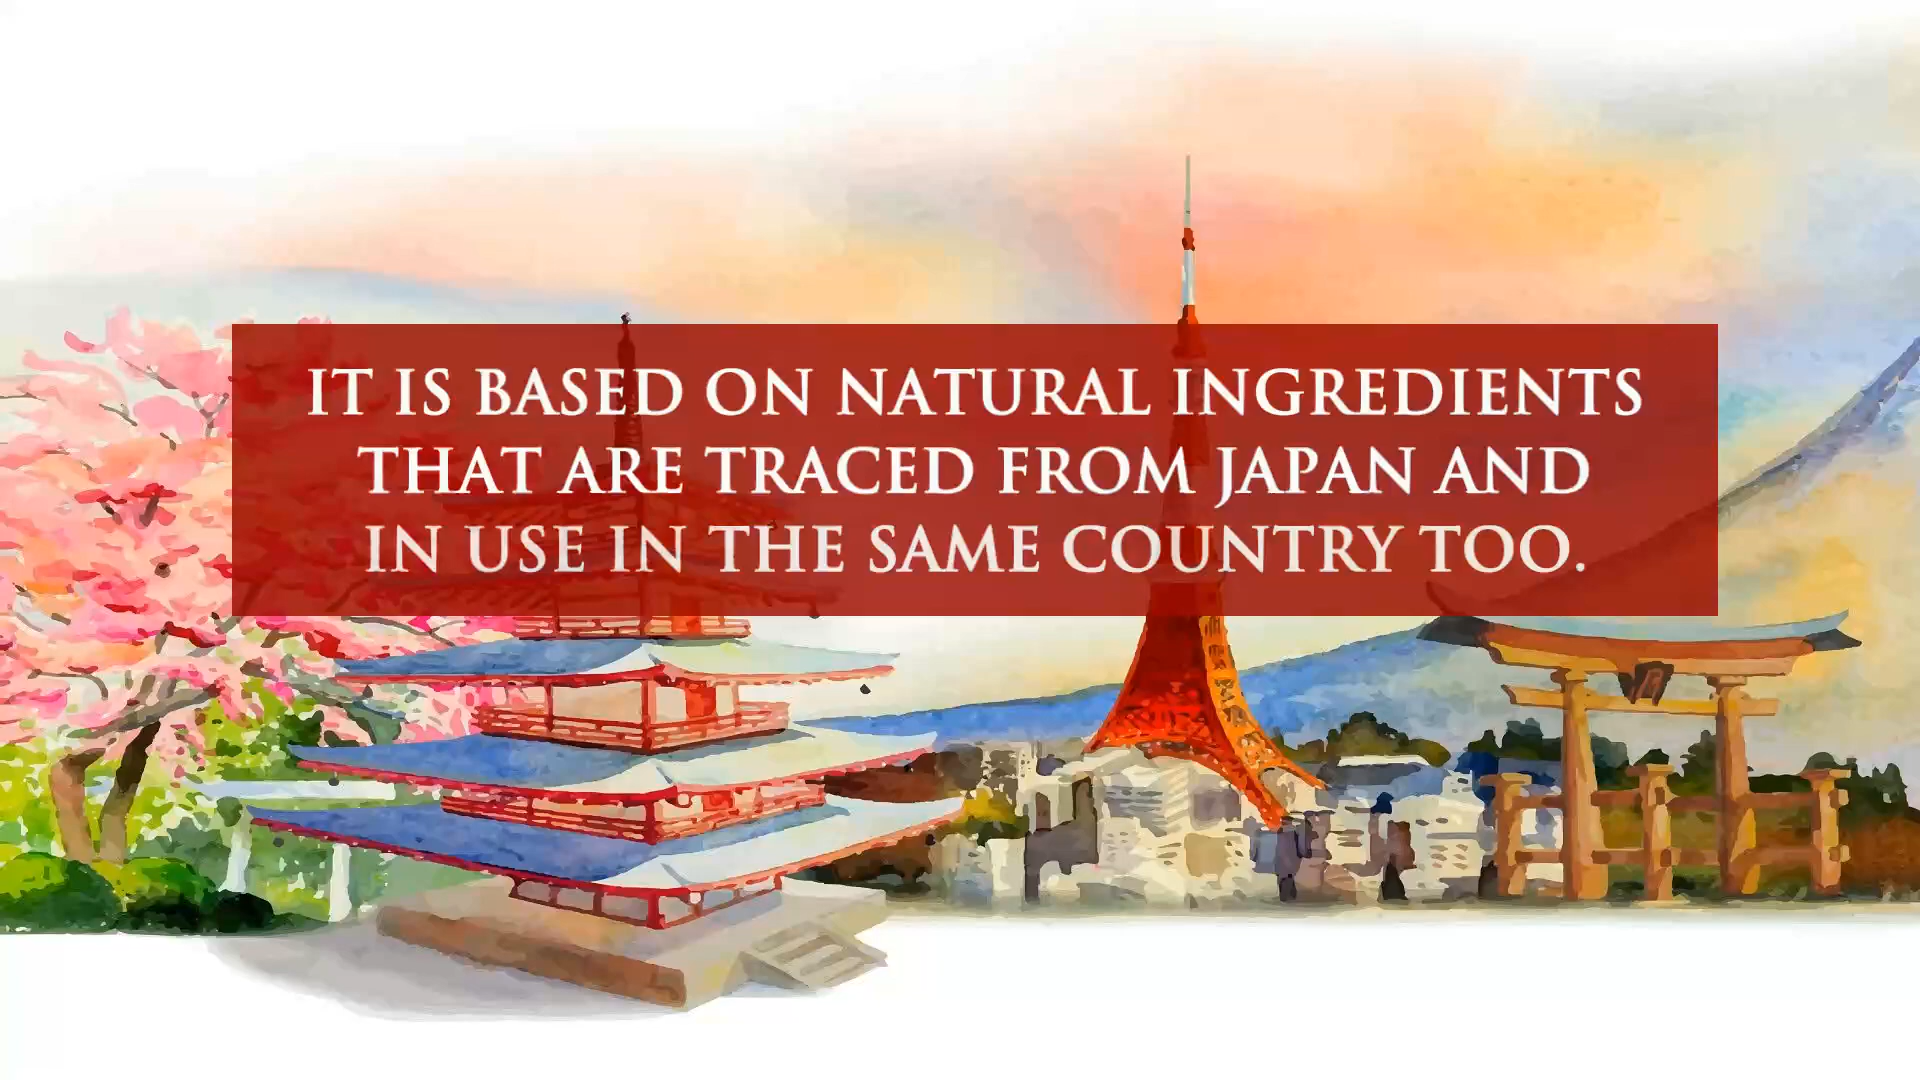 IT IS BASED ON NATURAL INGREDIENTS
THAT ARE TRACED FROM JAPAN AND
IN USE IN THE SAME COUNTRY TOO.